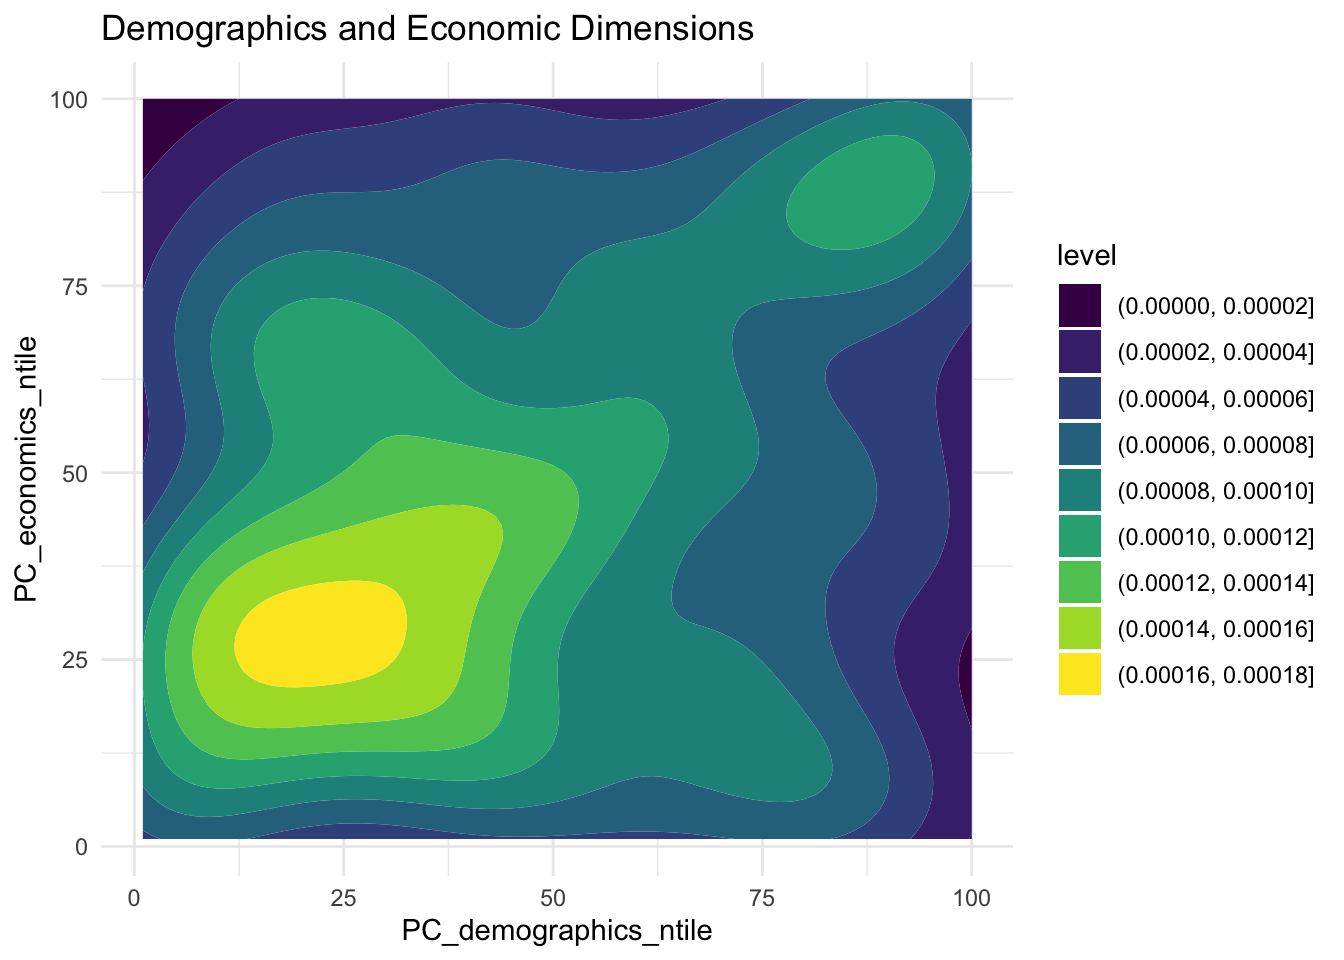 Demographics and Economic Dimensions
100
75
50
25
0
PC_economics_ntile
0 25 50 75 100
PC_demographics_ntile
level
(0.00000, 0.00002]
(0.00002, 0.00004]
(0.00004, 0.00006]
(0.00006, 0.00008]
(0.00008, 0.00010]
(0.00010, 0.00012]
(0.00012, 0.00014]
(0.00014, 0.00016]
(0.00016, 0.00018]